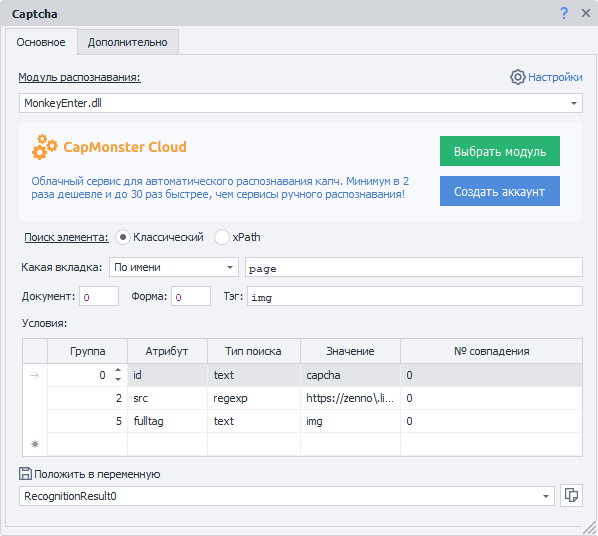 Captcha
?
Основное Дополнительно
Модуль распознавания: Настройки
MonkeyEnter.dll
CapMonster Cloud
Облачный сервис для автоматического распознавания капч. Минимум в 2
раза дешевле и до 30 раз быстрее, чем сервисы ручного распознавания!
Выбрать модуль
Создать аккаунт
Поиск элемента: Классический xPath
Какая вкладка: По имени page
Документ: 0 Форма: 0 Тэг: img
Условия:
Группа Атрибут Тип поиска Значение № совпадения
0 id text capcha 0
2 src regexp https://zenno\.li... 0
5 fulltag text img 0
Положить в переменную
RecognitionResult0